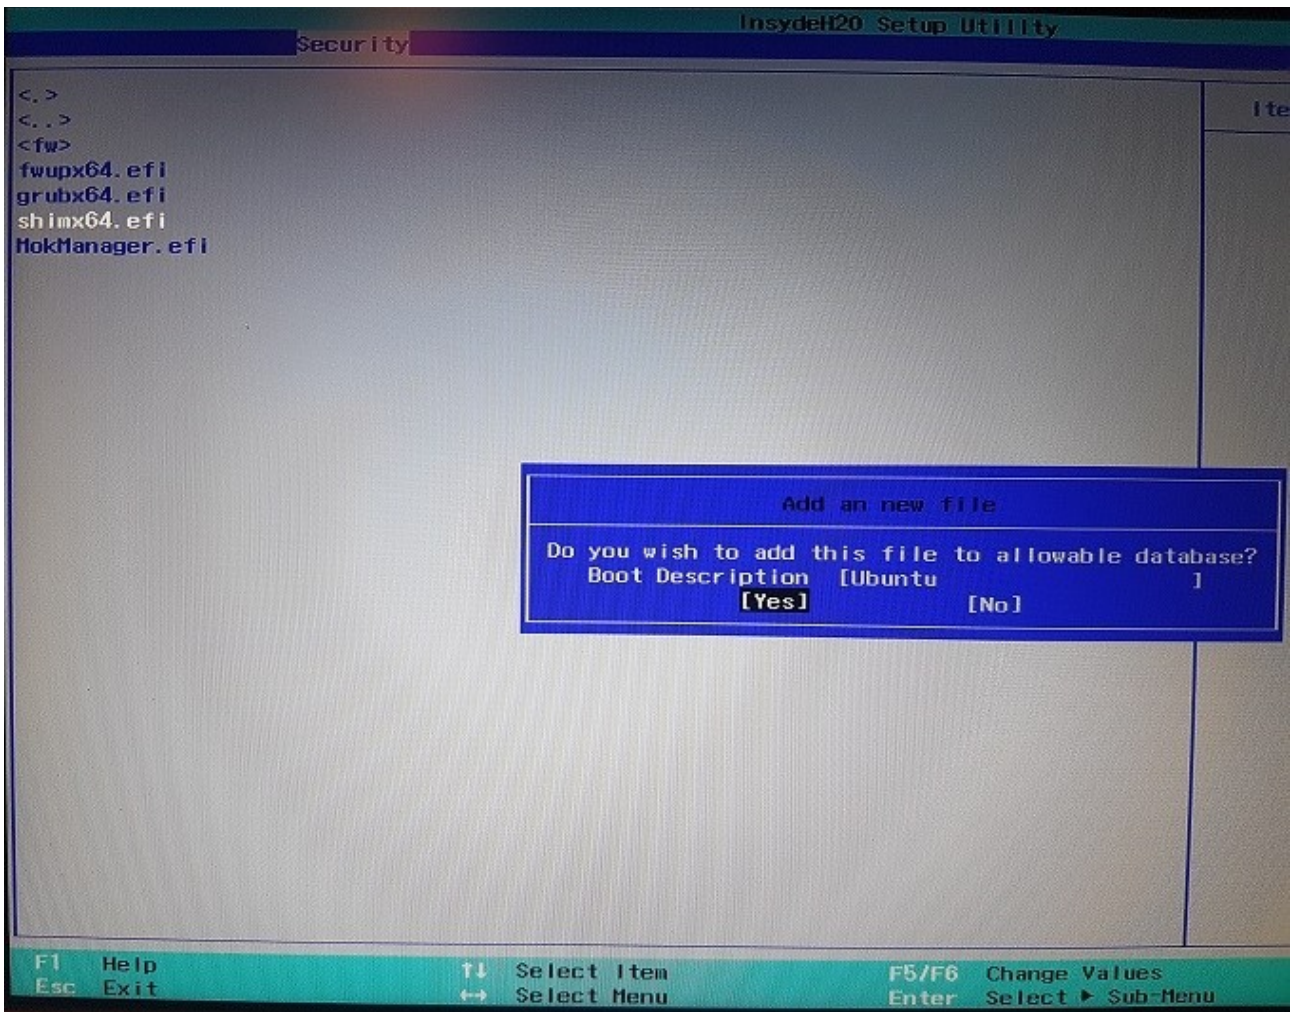 InsydeH20 Setup Utility
Security
<.>
<..>
<fw>
fwupx64.efi
grubx64.efi
shimx64.efi
MokManager.efi
Ite
Add an new file
Do you wish to add this file to allowable database?
Boot Description [Ubuntu ]
[Yes] [No]
F1 Help ↑↓ Select Item F5/F6 Change Values
Esc Exit ↔ Select Menu Enter Select ▶ Sub-Menu